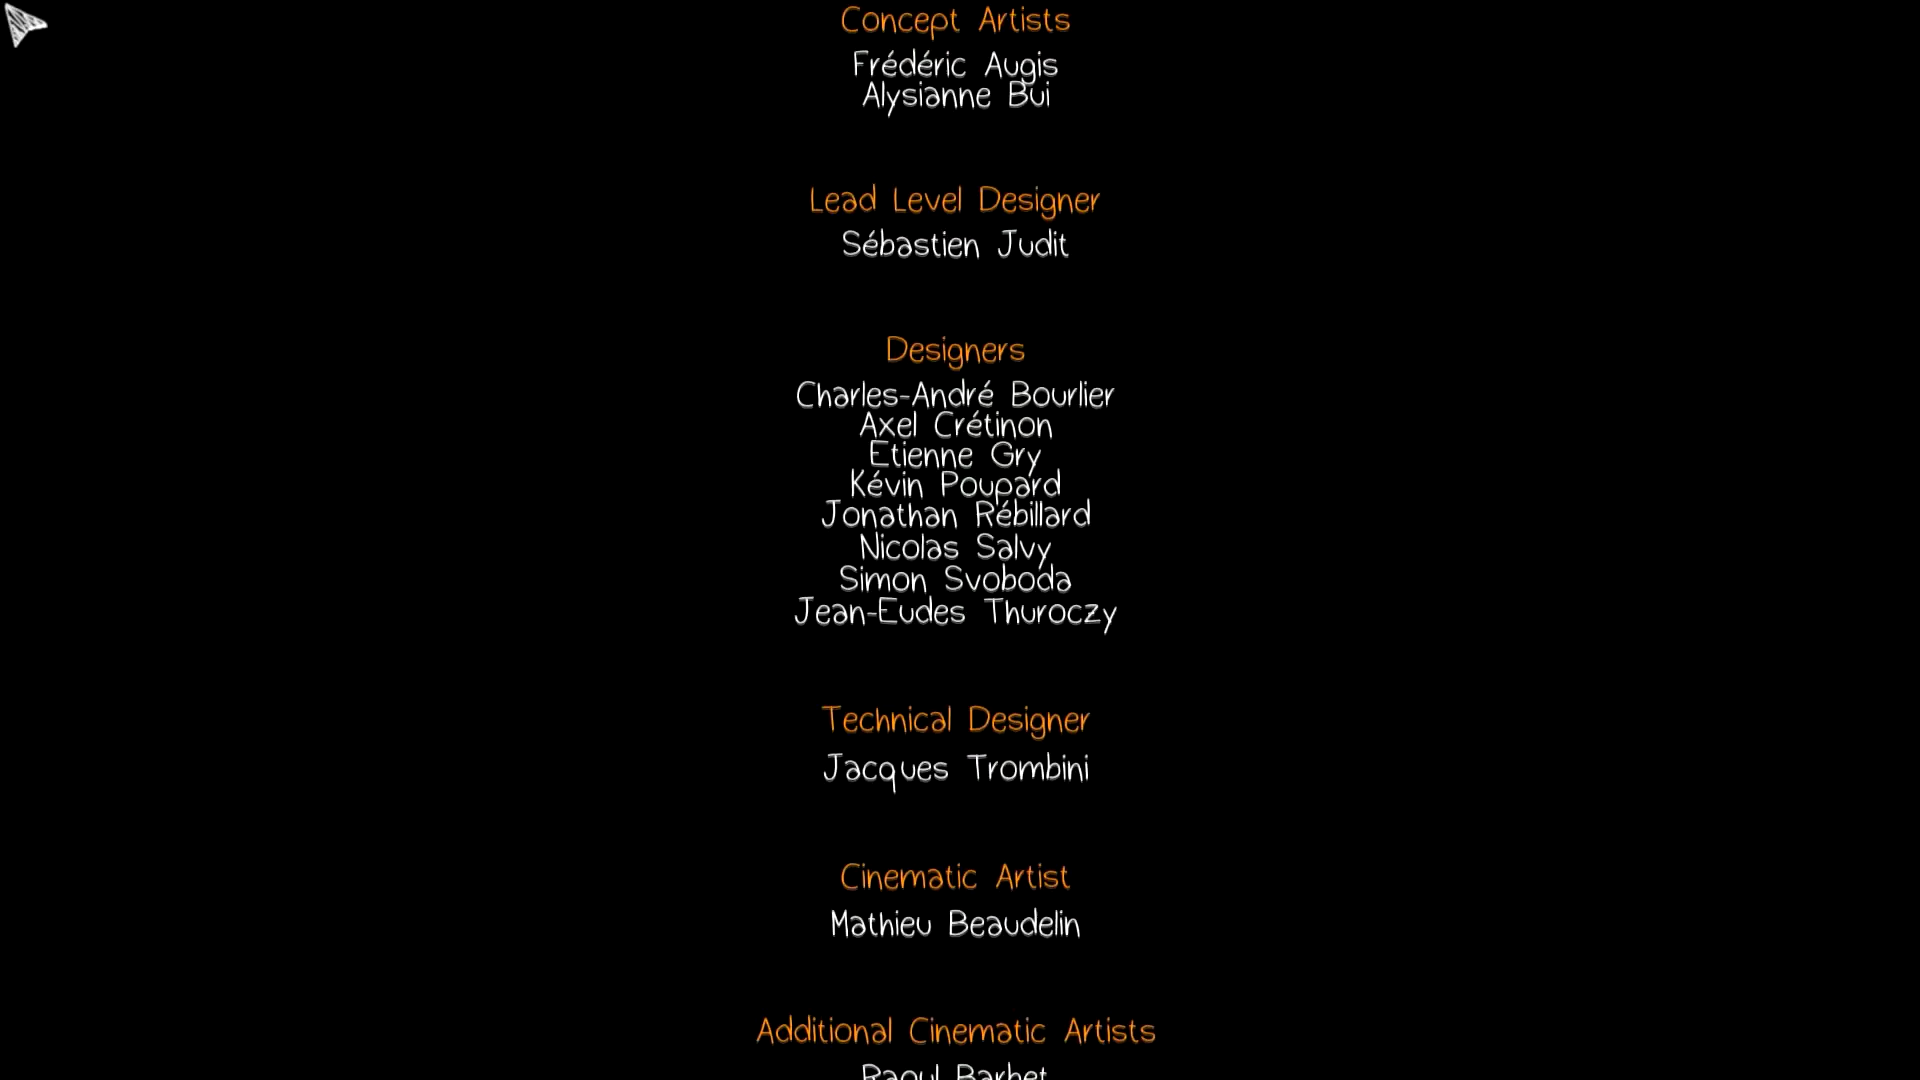 Concept Artists
Frédéric Augis
Alysianne Bui
Lead Level Designer
Sébastien Judit
Designers
Charles-André Bourlier
Axel Crétinon
Etienne Gry
Kévin Poupard
Jonathan Rébillard
Nicolas Salvy
Simon Svoboda
Jean-Eudes Thuroczy
Technical Designer
Jacques Trombini
Cinematic Artist
Mathieu Beaudelin
Additional Cinematic Artists
Raoul Barbet